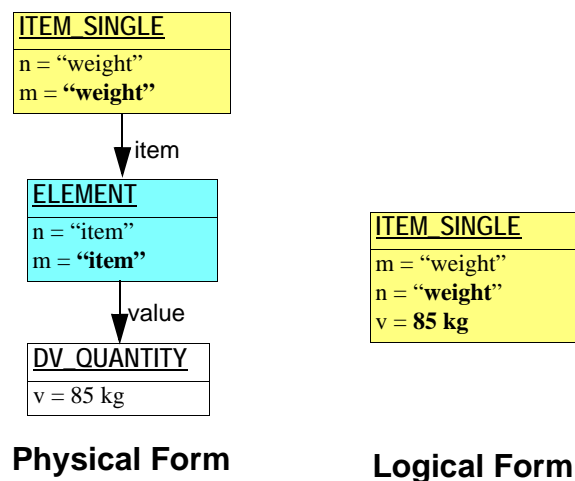 ITEM_SINGLE
n = “weight”
m = “weight”
item
ELEMENT
n = “item”
m = “item”
value
DV_QUANTITY
v = 85 kg
Physical Form
ITEM_SINGLE
m = “weight”
n = “weight”
v = 85 kg
Logical Form